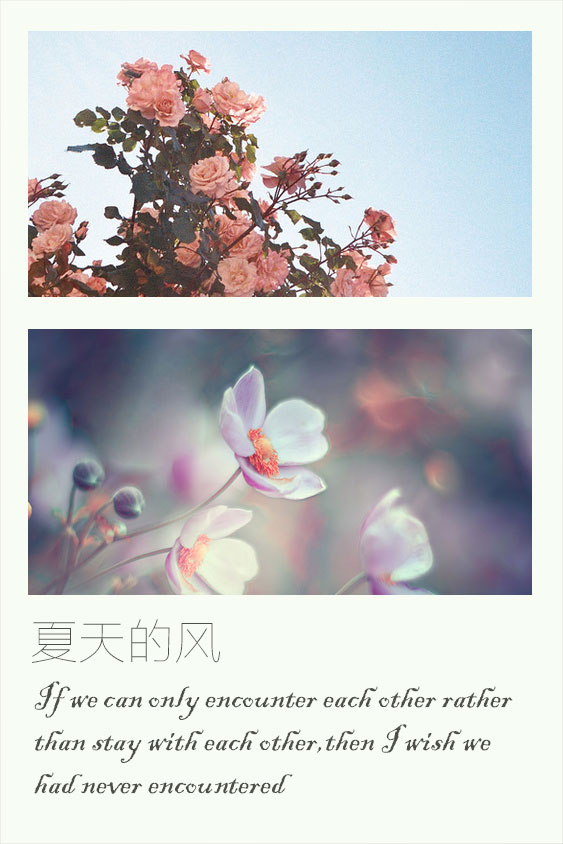 夏天的风
If we can only encounter each other rather
than stay with each other,then I wish we
had never encountered